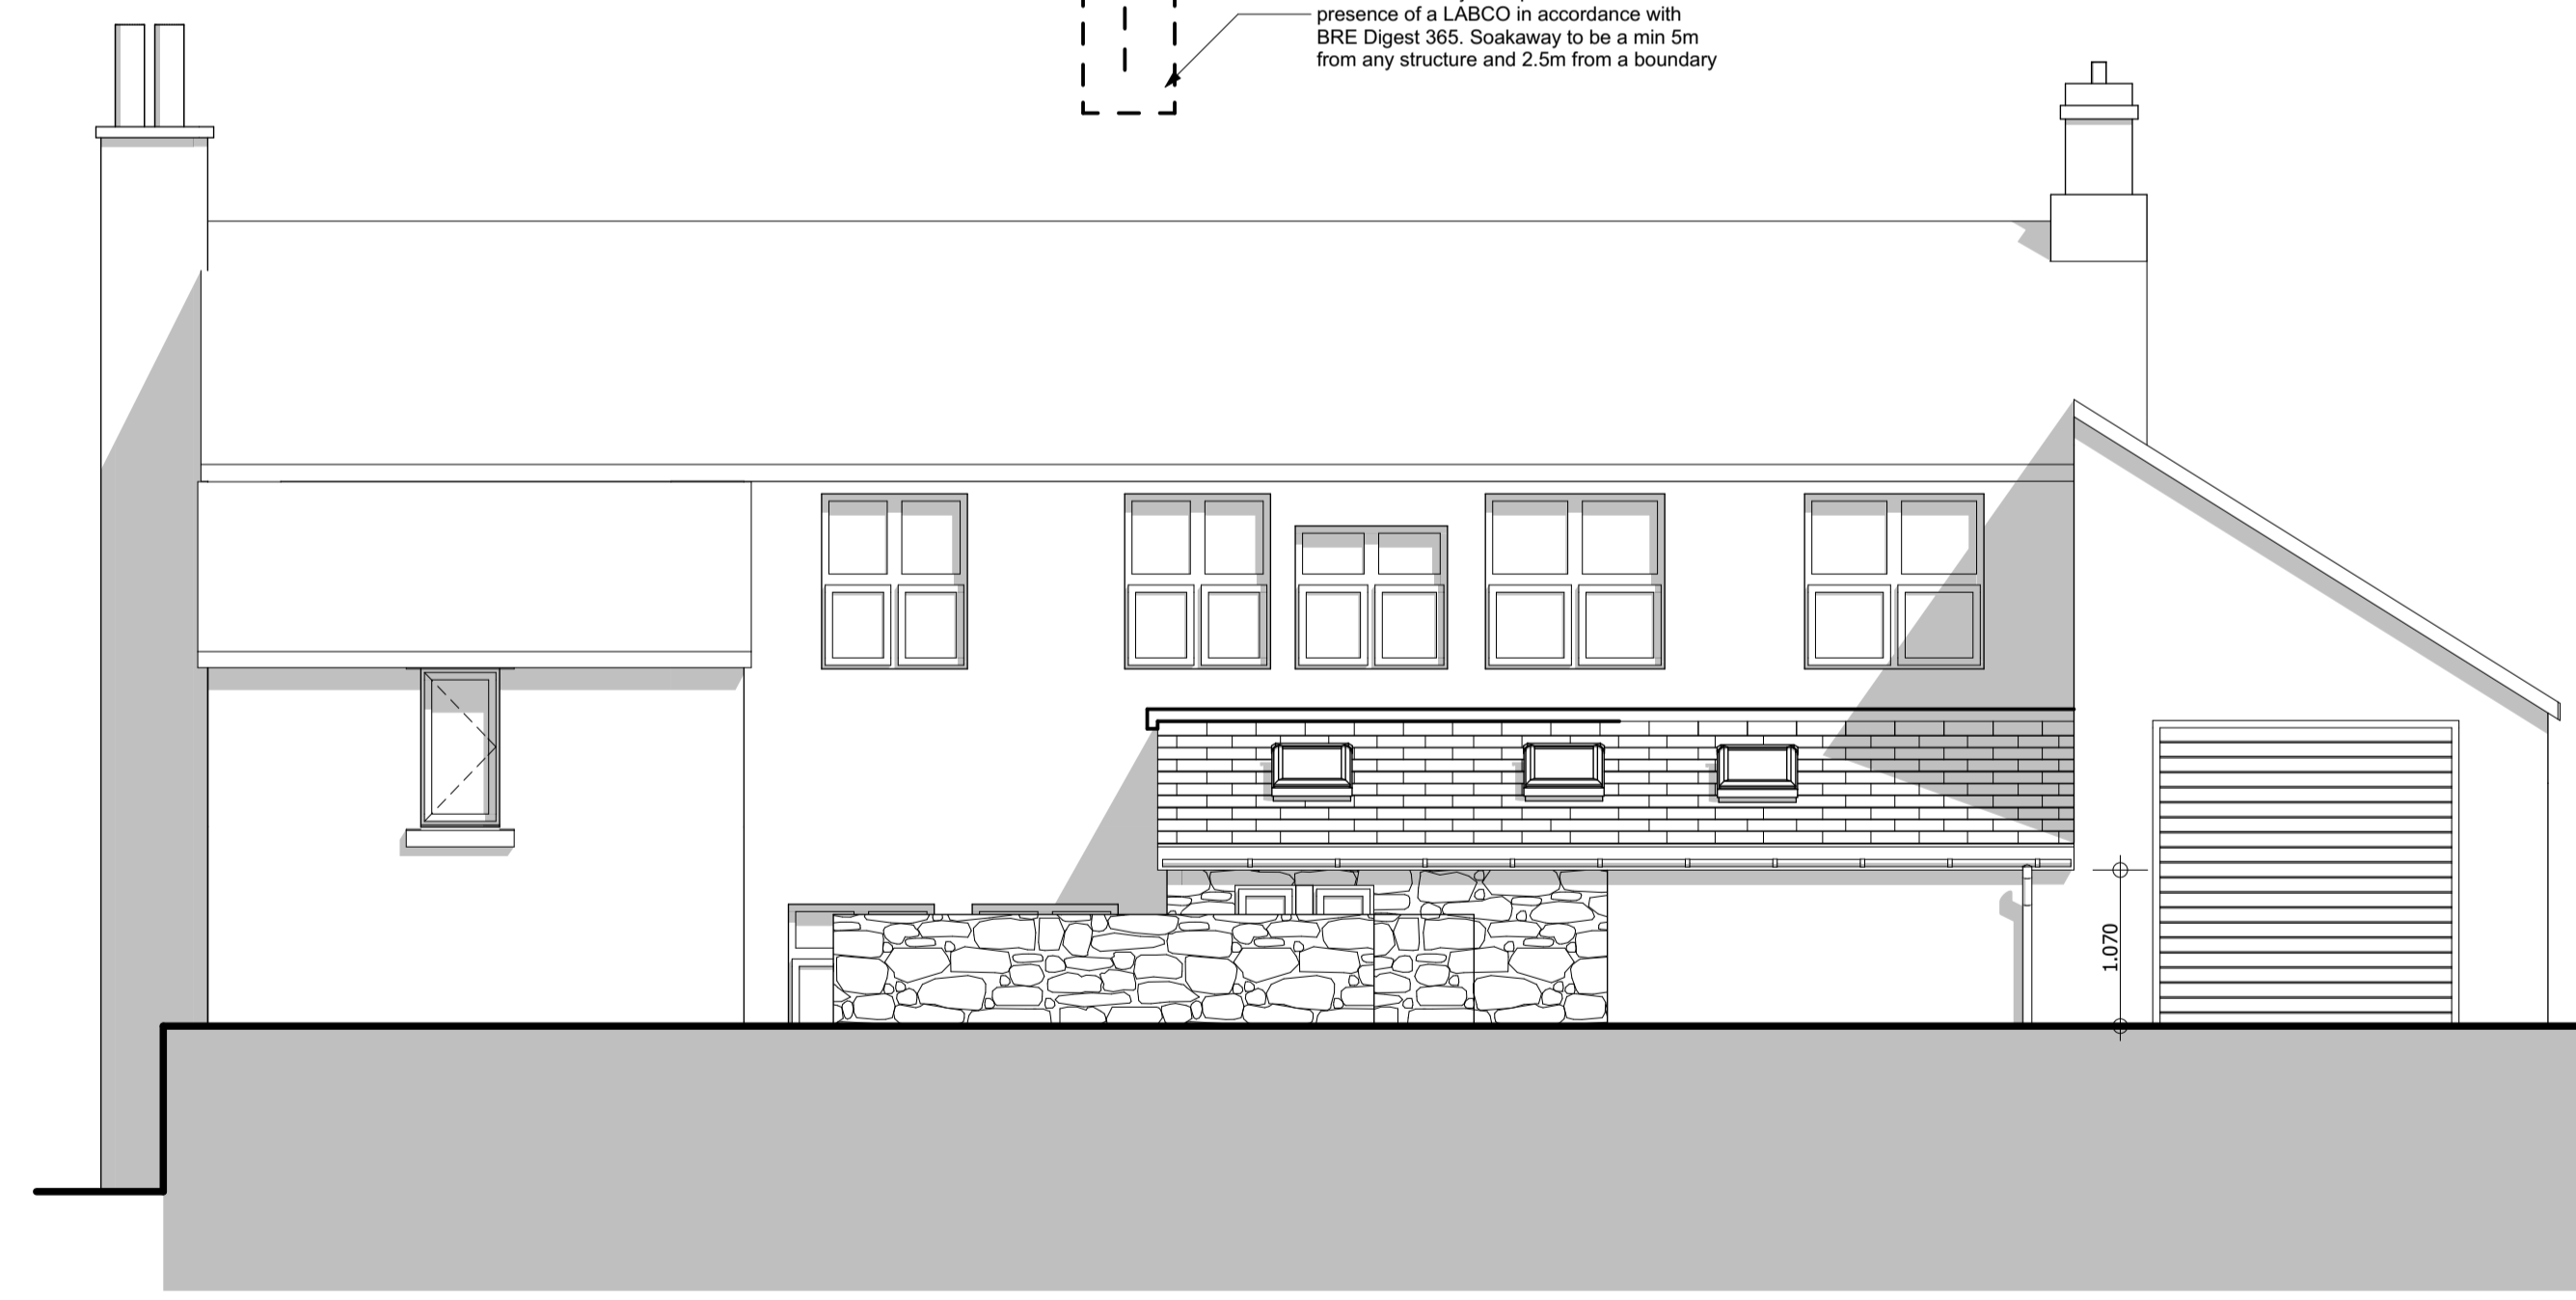 presence of a LABCO in accordance with
BRE Digest 365. Soakaway to be a min 5m
from any structure and 2.5m from a boundary
1.070